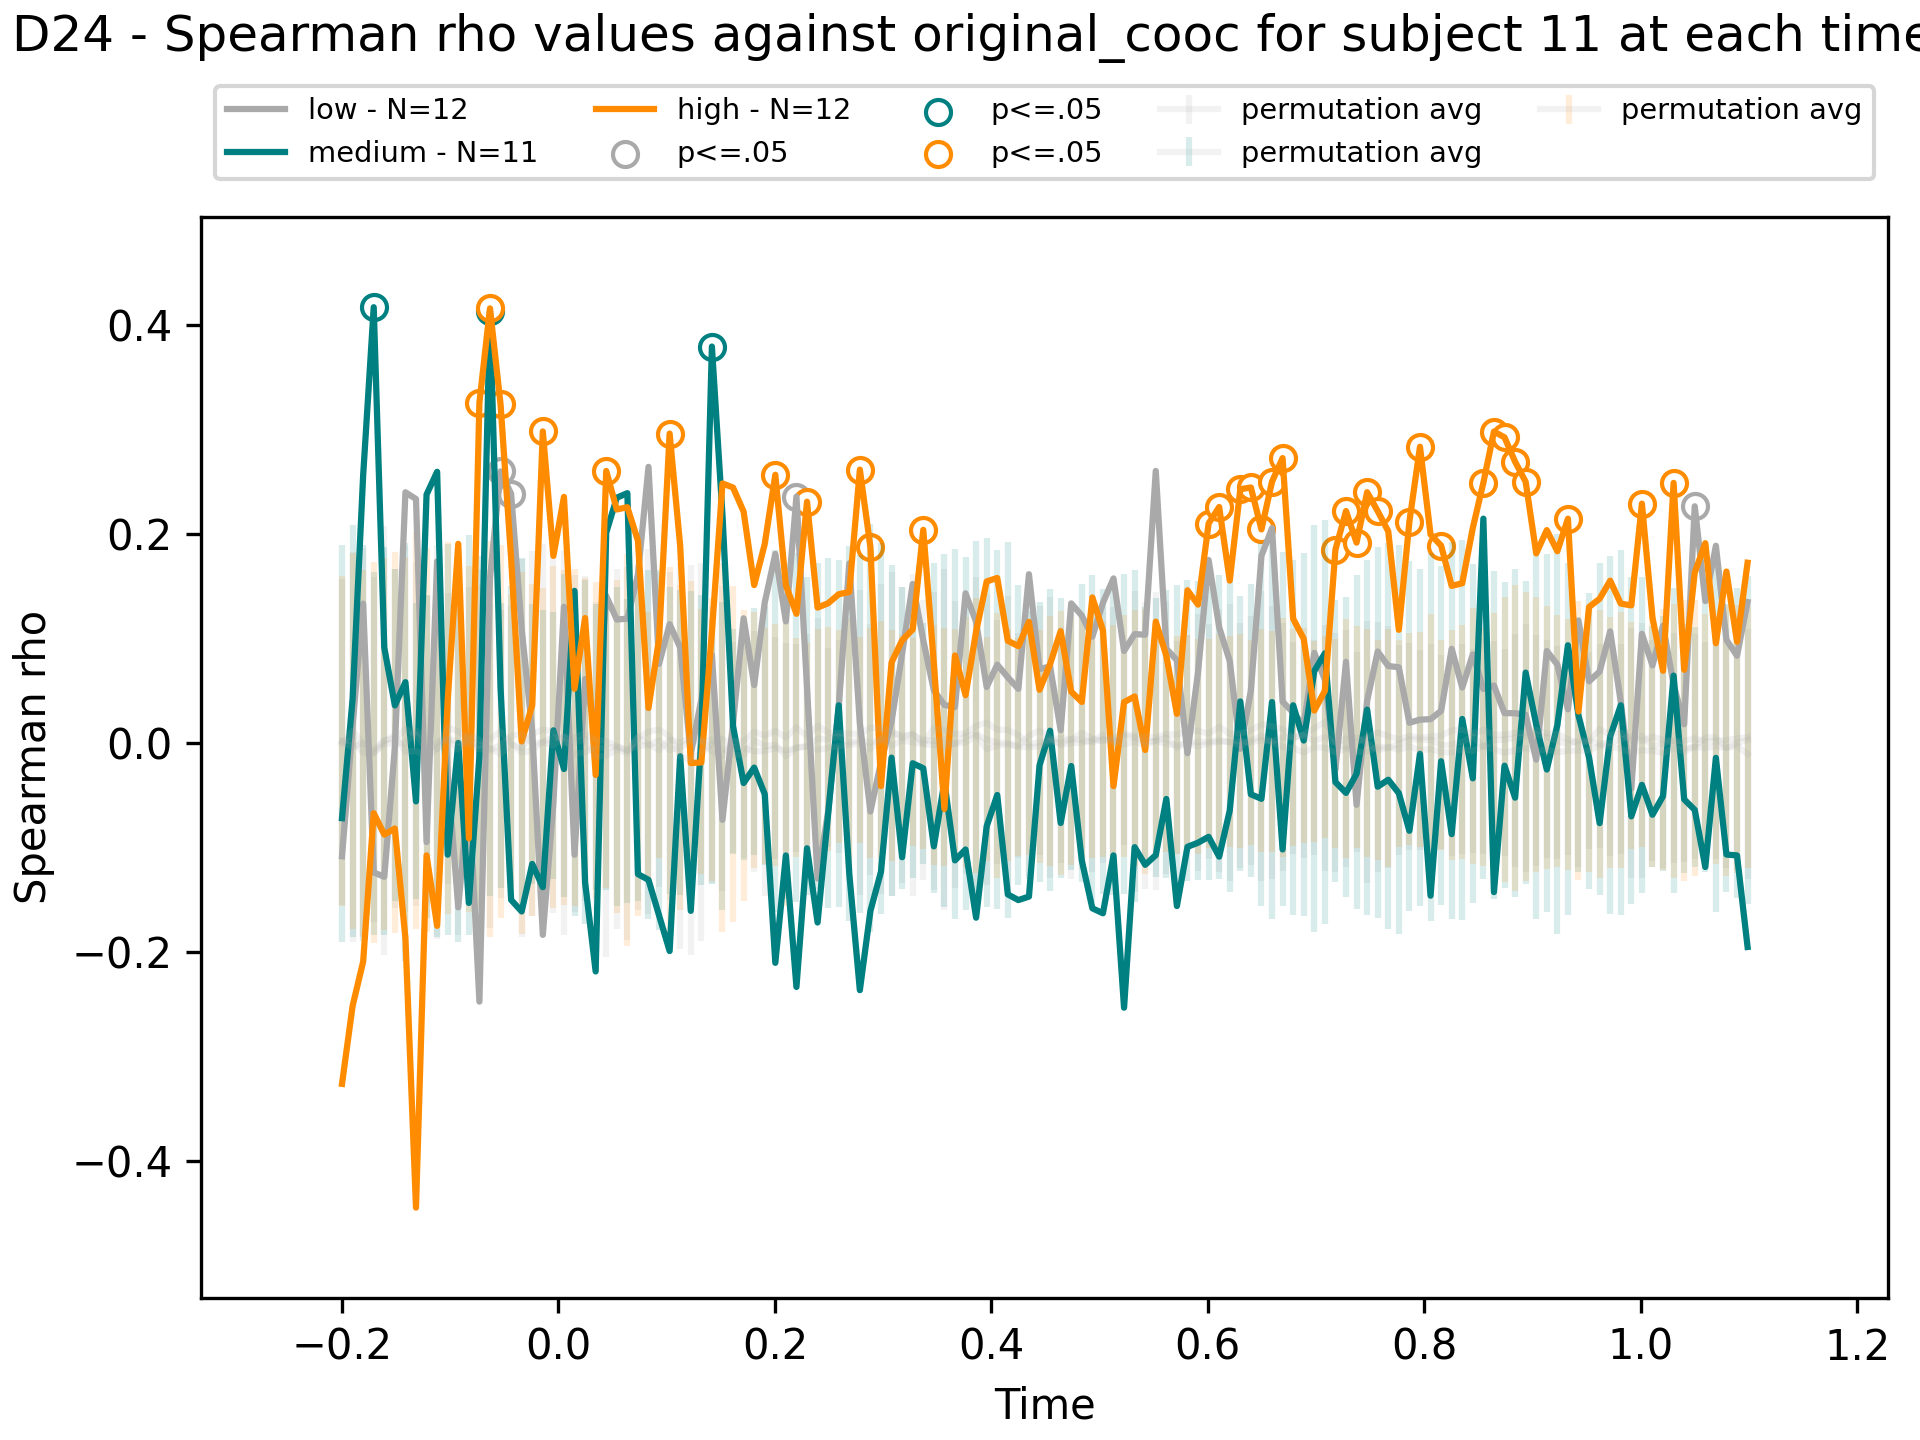 D24 - Spearman rho values against original_cooc for subject 11 at each time
low - N=12
medium - N=11
high - N=12
p<=.05
p<=.05
p<=.05
permutation avg
permutation avg
permutation avg
Spearman rho
0.4
0.2
0.0
−0.2
−0.4
−0.2
0.0
0.2
0.4
0.6
0.8
1.0
1.2
Time